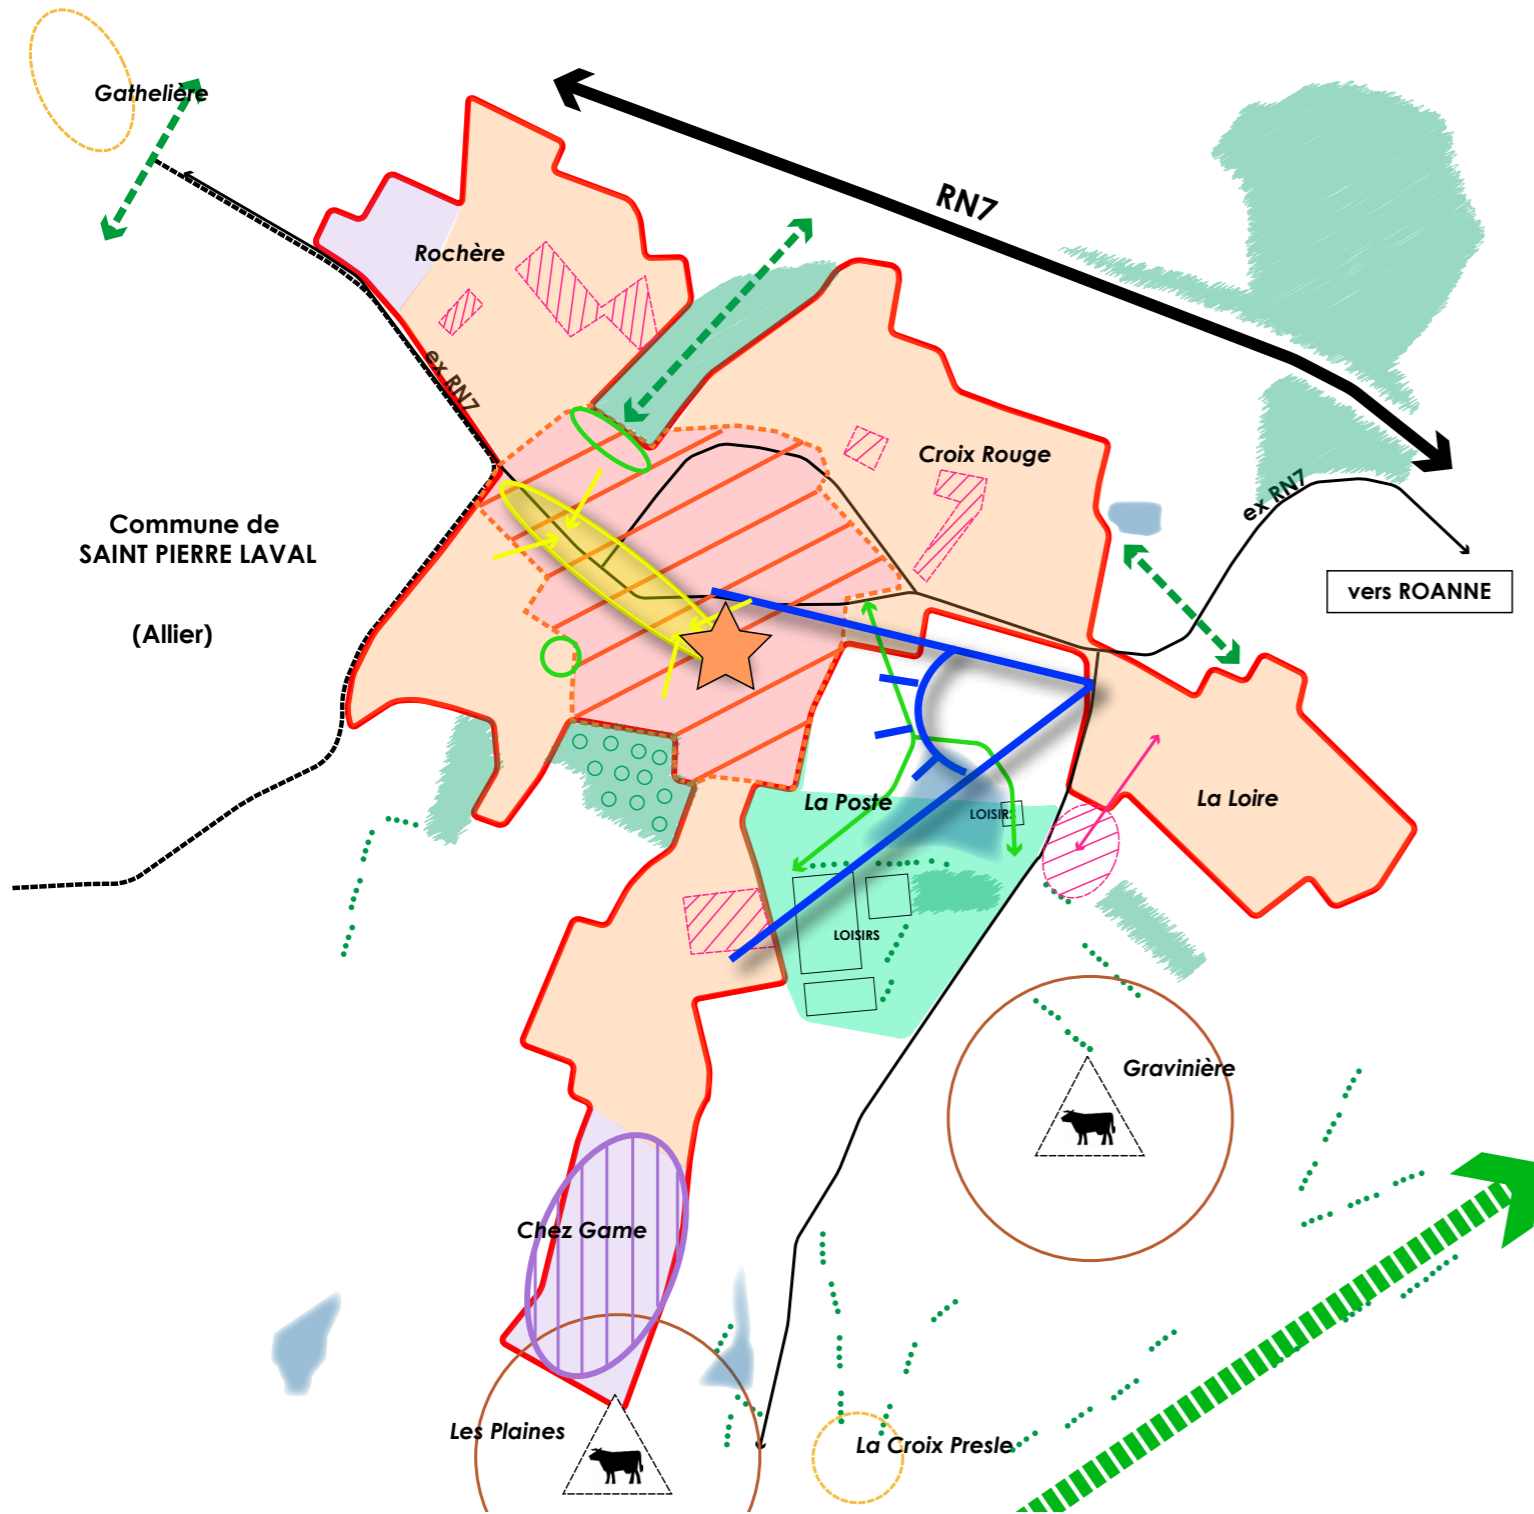 Gathelière
RN7
Rochère
ex RN7
Croix Rouge
ex RN7
Commune de
SAINT PIERRE LAVAL
(Allier)
vers ROANNE
La Poste
LOISIRS
La Loire
LOISIRS
Gravinière
Chez Game
Les Plaines
La Croix Presle